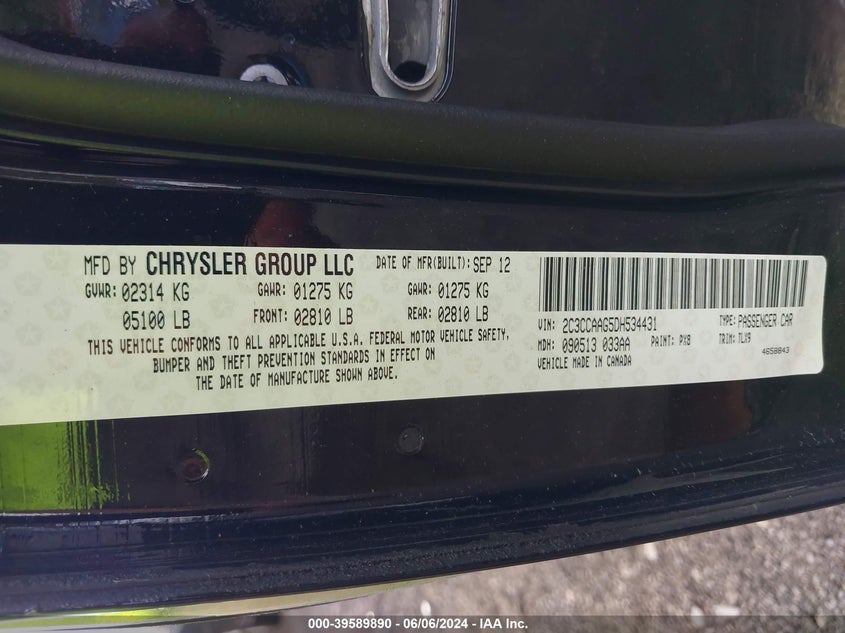 MFD BY CHRYSLER GROUP LLC DATE OF MFR(BUILT): SEP 12
GVWR: 02314 KG GAWR: 01275 KG GAWR: 01275 KG
05100 LB FRONT: 02810 LB REAR: 02810 LB
THIS VEHICLE CONFORMS TO ALL APPLICABLE U.S.A. FEDERAL MOTOR VEHICLE SAFETY,
BUMPER AND THEFT PREVENTION STANDARDS IN EFFECT ON
THE DATE OF MANUFACTURE SHOWN ABOVE.
VIN: 2C3CCAAG5DH534431 TYPE: PASSENGER CAR
MDH: 090513 033AA PAINT: PX8 TRIM: TLX9
VEHICLE MADE IN CANADA 4658843
000-39589890 - 06/06/2024 - IAA Inc.